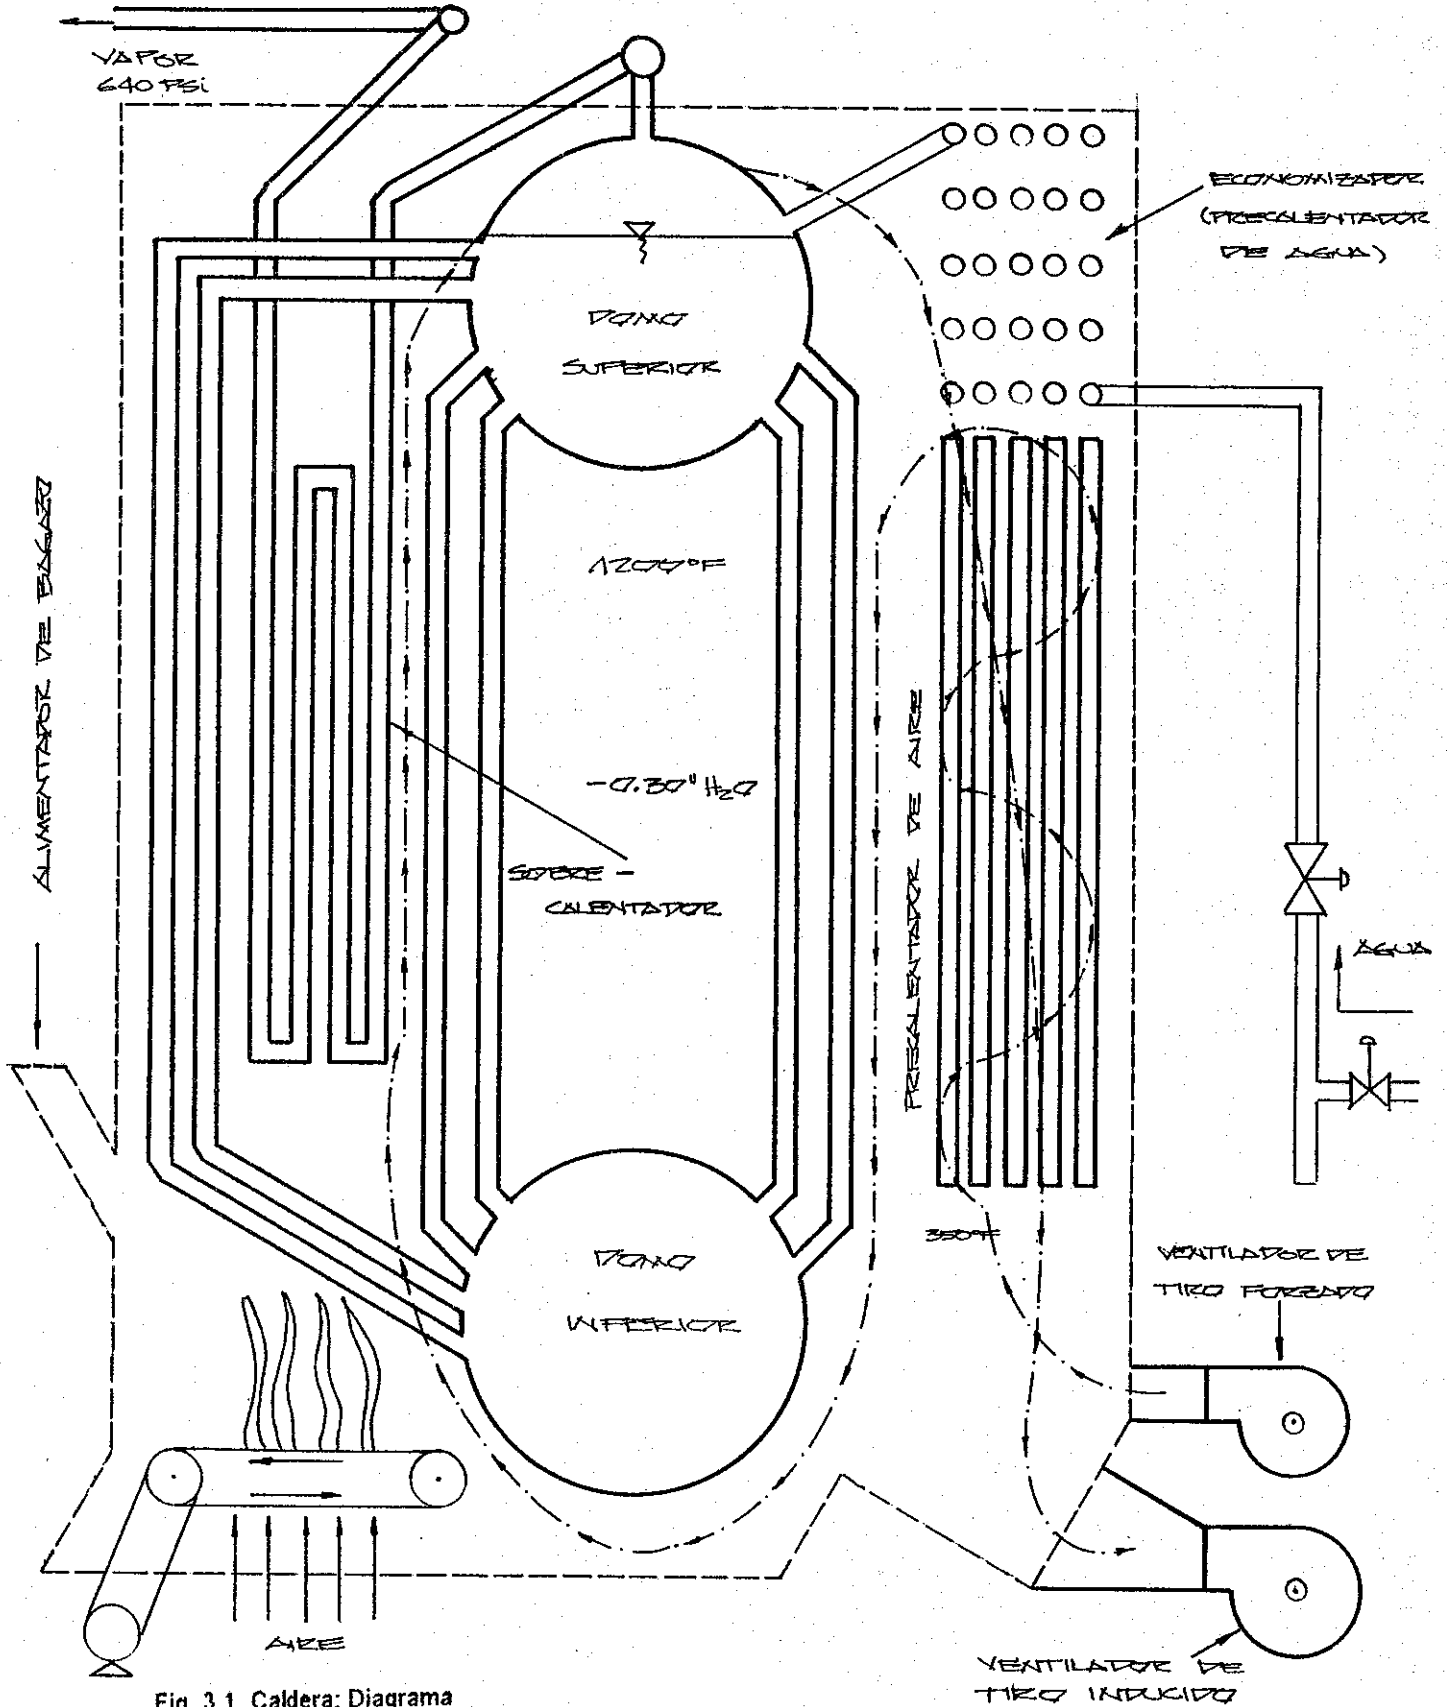 VAPOR
640 PSi
ECONOMIZADOR
(PRECALENTADOR
DE AGUA)
DOMO
SUPERIOR
ALIMENTADOR DE BAGAZO
1200°F
-0.30" H₂O
SOBRE -
CALENTADOR
PRECALENTADOR DE AIRE
AGUA
350°F
DOMO
INFERIOR
VENTILADOR DE
TIRO FORZADO
AIRE
VENTILADOR DE
TIRO INDUCIDO
Fig. 3.1 Caldera: Diagrama